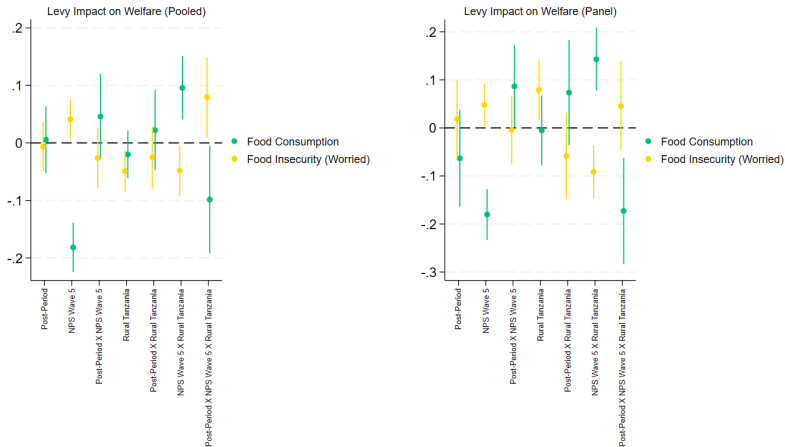 Levy Impact on Welfare (Pooled)
.2
.1
0
-.1
-.2
Post-Period
NPS Wave 5
Post-Period X NPS Wave 5
Rural Tanzania
Post-Period X Rural Tanzania
NPS Wave 5 X Rural Tanzania
Post-Period X NPS Wave 5 X Rural Tanzania
Food Consumption
Food Insecurity (Worried)
Levy Impact on Welfare (Panel)
.2
.1
0
-.1
-.2
-.3
Post-Period
NPS Wave 5
Post-Period X NPS Wave 5
Rural Tanzania
Post-Period X Rural Tanzania
NPS Wave 5 X Rural Tanzania
Post-Period X NPS Wave 5 X Rural Tanzania
Food Consumption
Food Insecurity (Worried)